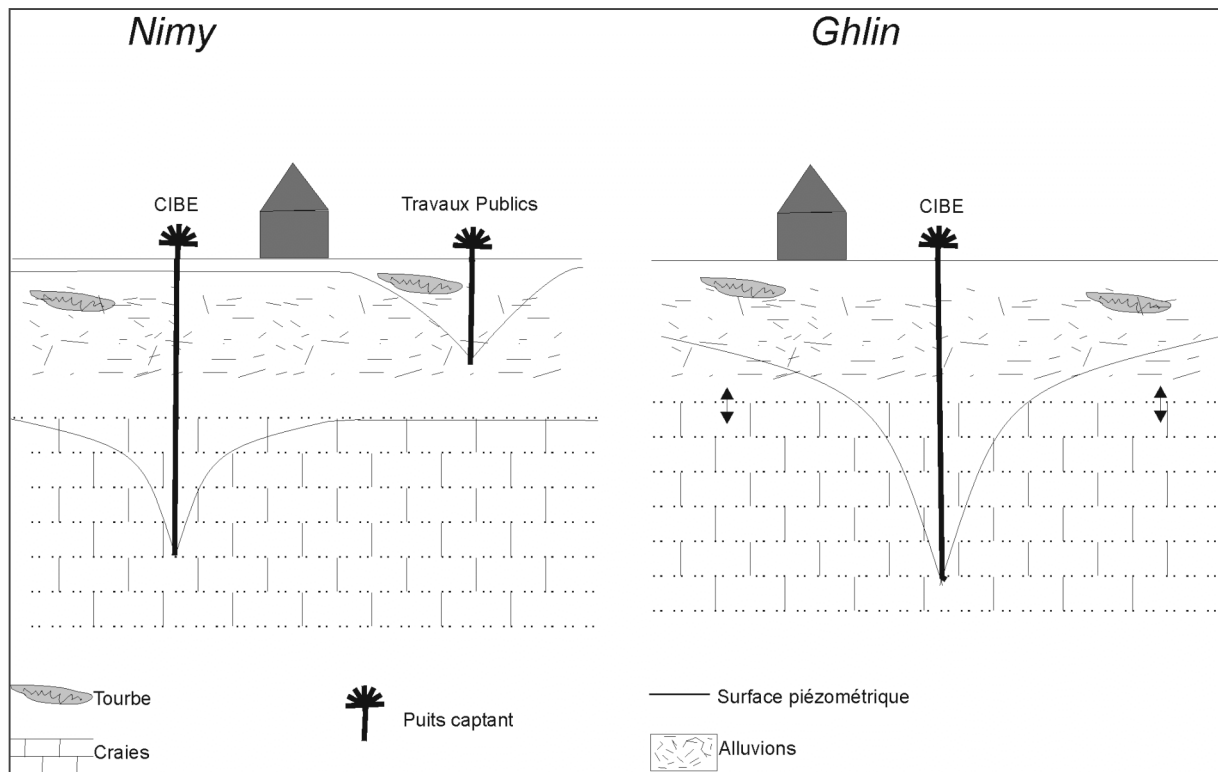 Nimy
Ghlin
CIBE
Travaux Publics
CIBE
Tourbe
Puits captant
Surface piézométrique
Craies
Alluvions